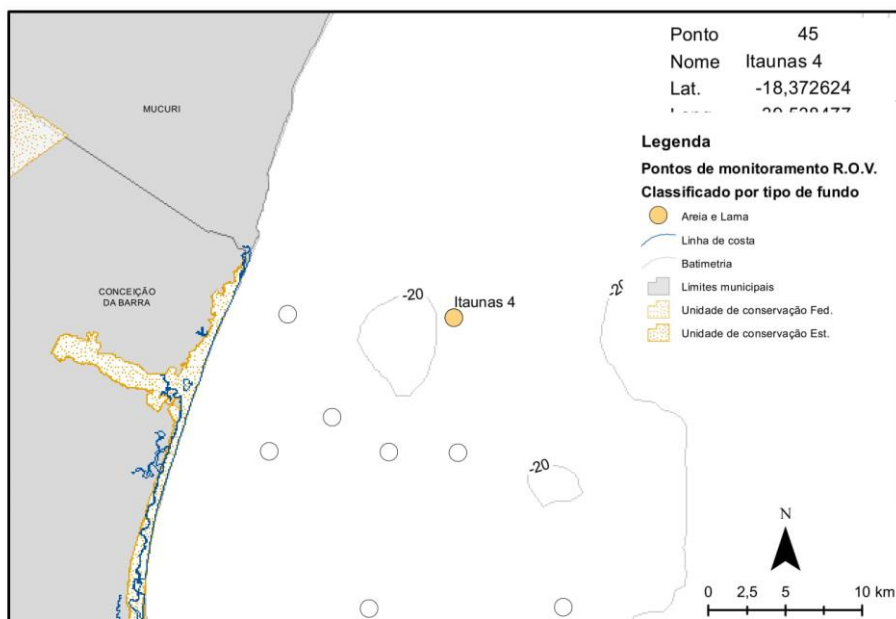 Ponto 45
Nome Itaunas 4
Lat. -18,372624
Legenda
Pontos de monitoramento R.O.V.
Classificado por tipo de fundo
Areia e Lama
Linha de costa
Batimetria
Limites municipais
Unidade de conservação Fed.
Unidade de conservação Est.
MUCURI
CONCEIÇÃO
DA BARRA
-20
Itaunas 4
-20
-20
N
0 2,5 5 10 km